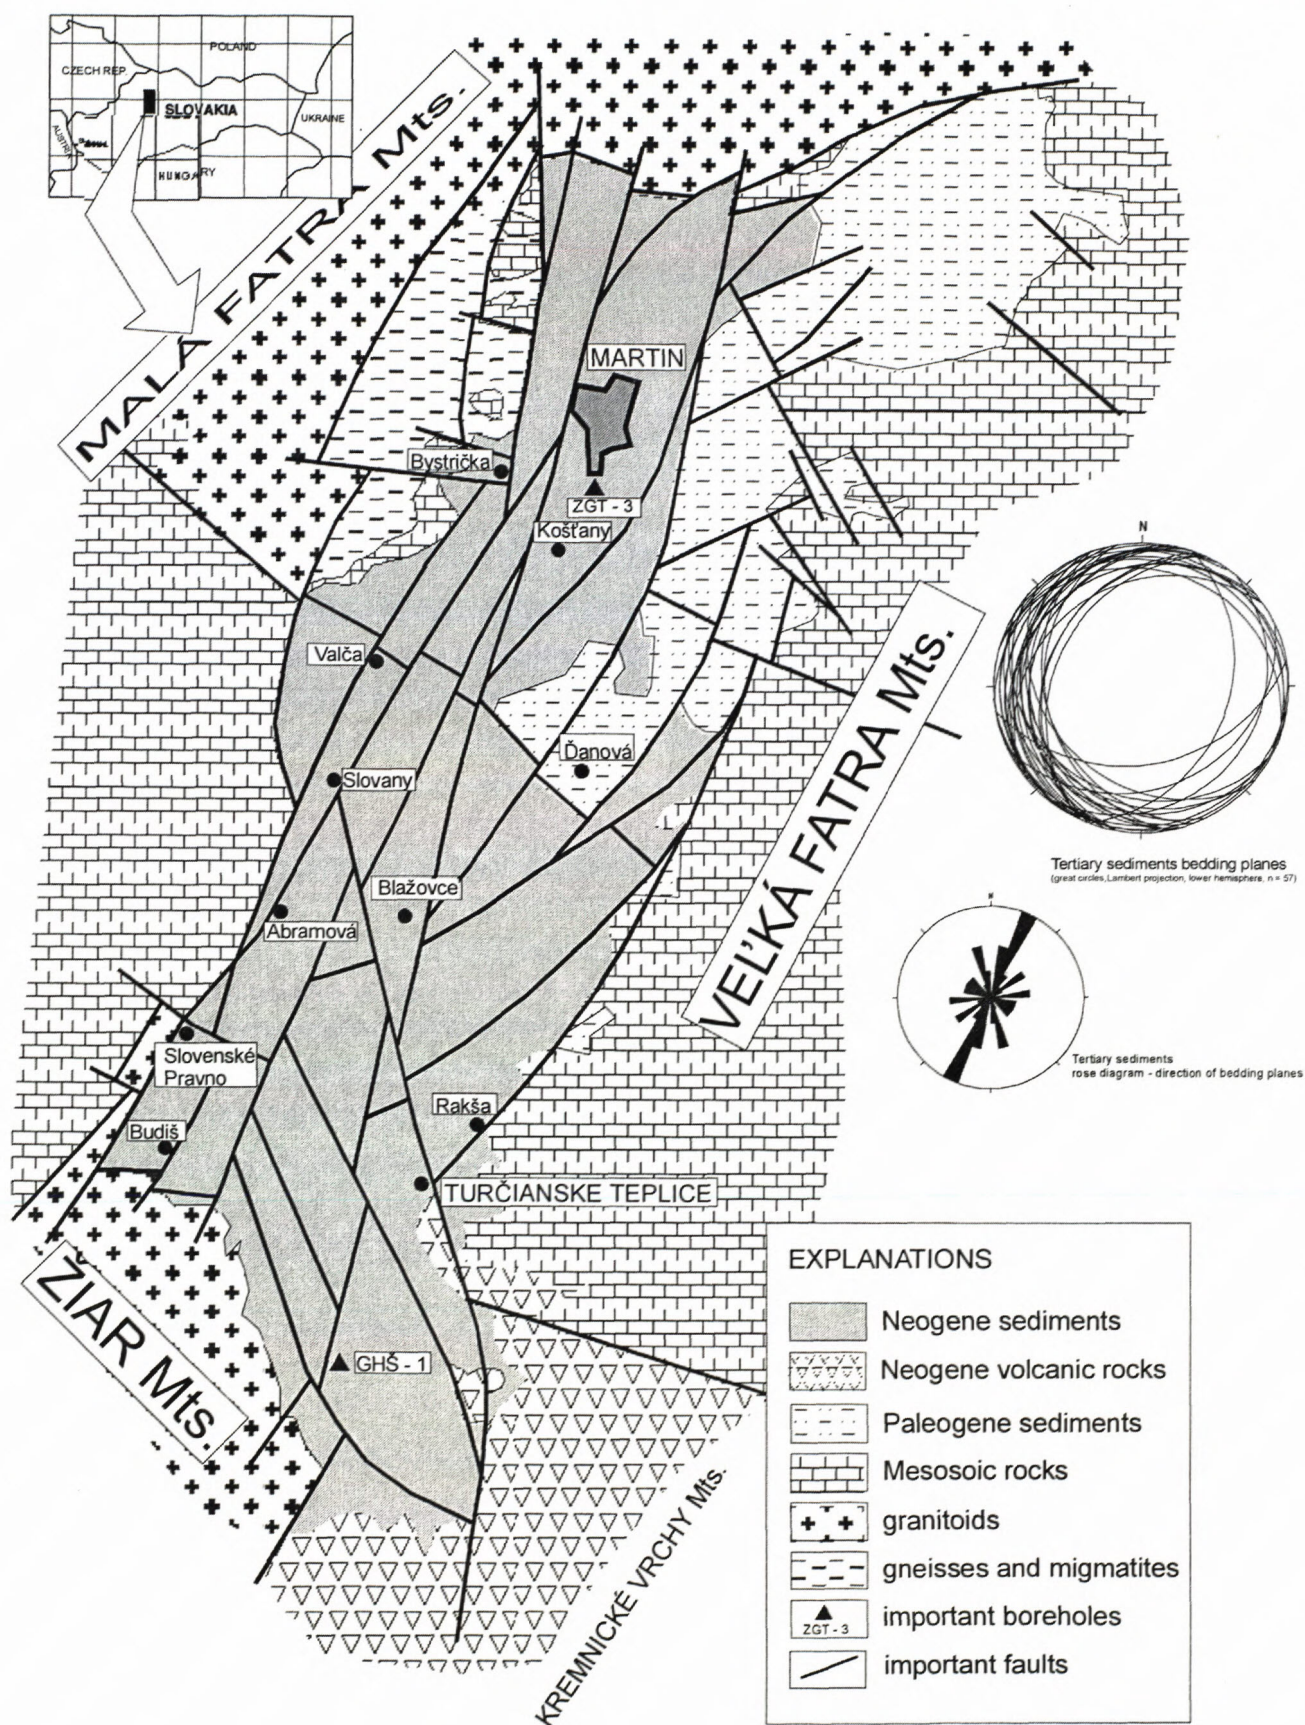 POLAND
CZECH REP.
SLOVAKIA
UKRAINE
AUSTRIA
HUNGARY
MALÁ FATRA Mts.
MARTIN
Bystrička
ZGT - 3
Košťany
Valča
Ďanová
Slovany
Blažovce
Abramová
Slovenské
Pravno
Rakša
Budiš
TURČIANSKE TEPLICE
GHŠ - 1
ŽIAR Mts.
VEĽKÁ FATRA Mts.
KREMNICKÉ VRCHY Mts.
N
Tertiary sediments bedding planes
(great circles, Lambert projection, lower hemisphere, n = 57)
N
Tertiary sediments
rose diagram - direction of bedding planes
EXPLANATIONS
Neogene sediments
Neogene volcanic rocks
Paleogene sediments
Mesosoic rocks
granitoids
gneisses and migmatites
ZGT - 3
important boreholes
important faults